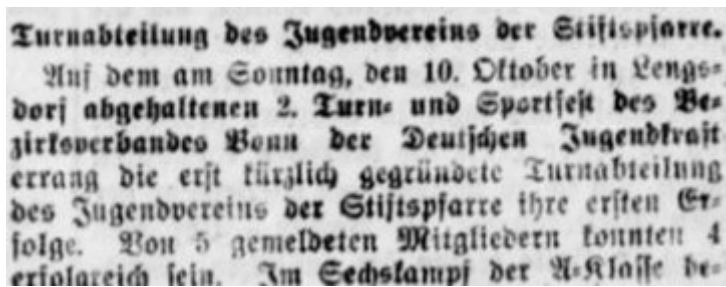 Turnabteilung des Jugendvereins der Stiftspfarre.
Auf dem am Sonntag, den 10. Oktober in Lengs-
dorf abgehaltenen 2. Turn- und Sportfest des Be-
zirksverbandes Bonn der Deutschen Jugendkraft
errang die erst kürzlich gegründete Turnabteilung
des Jugendvereins der Stiftspfarre ihre ersten Er-
folge. Von 5 gemeldeten Mitgliedern konnten 4
erfolgreich sein. Im Sechskampf der A-Klasse be-